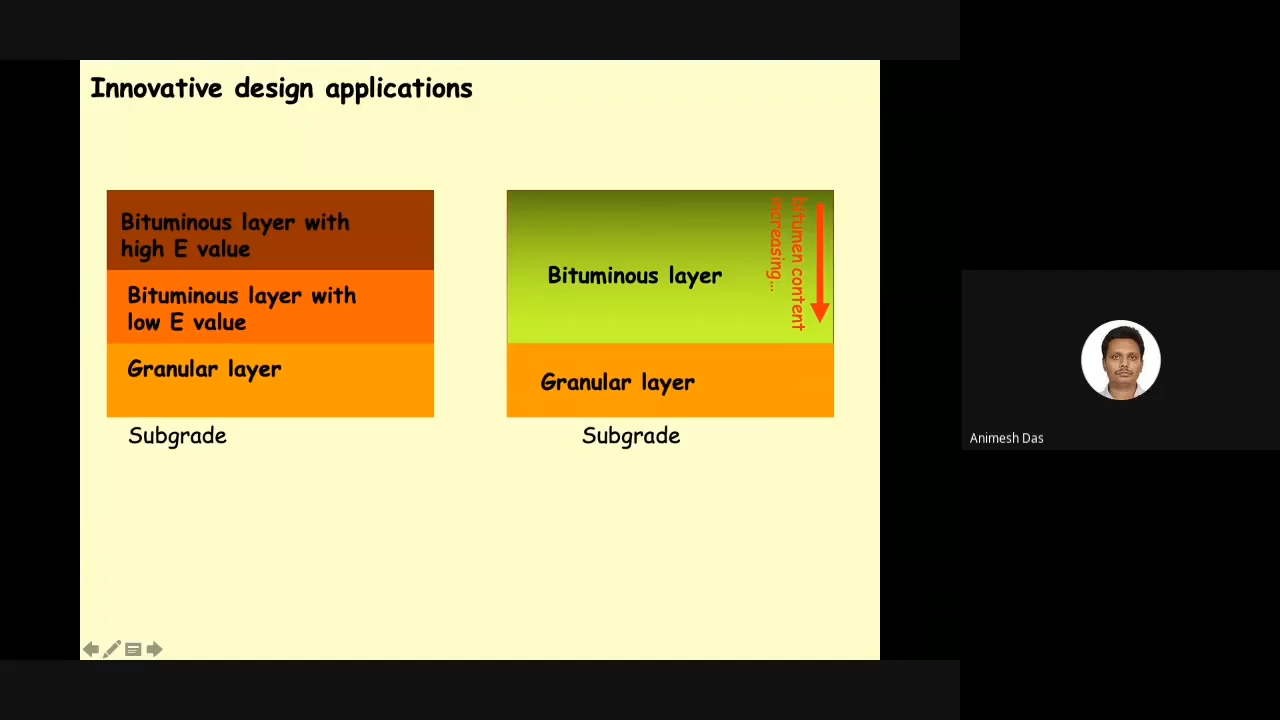 Innovative design applications
Bituminous layer with
high E value
Bituminous layer with
low E value
Granular layer
Subgrade
Bituminous layer
bitumen content
increasing...
Granular layer
Subgrade
Animesh Das